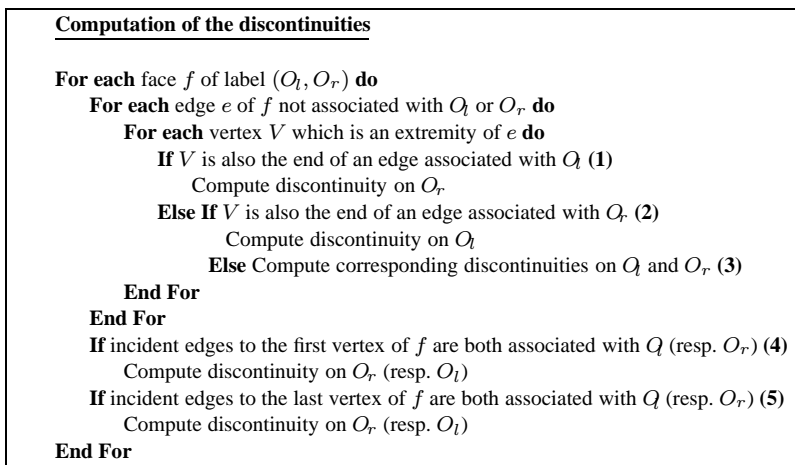 Computation of the discontinuities
For each face f of label (O_l, O_r) do
For each edge e of f not associated with O_l or O_r do
For each vertex V which is an extremity of e do
If V is also the end of an edge associated with O_l (1)
Compute discontinuity on O_r
Else If V is also the end of an edge associated with O_r (2)
Compute discontinuity on O_l
Else Compute corresponding discontinuities on O_l and O_r (3)
End For
End For
If incident edges to the first vertex of f are both associated with O_l (resp. O_r) (4)
Compute discontinuity on O_r (resp. O_l)
If incident edges to the last vertex of f are both associated with O_l (resp. O_r) (5)
Compute discontinuity on O_r (resp. O_l)
End For